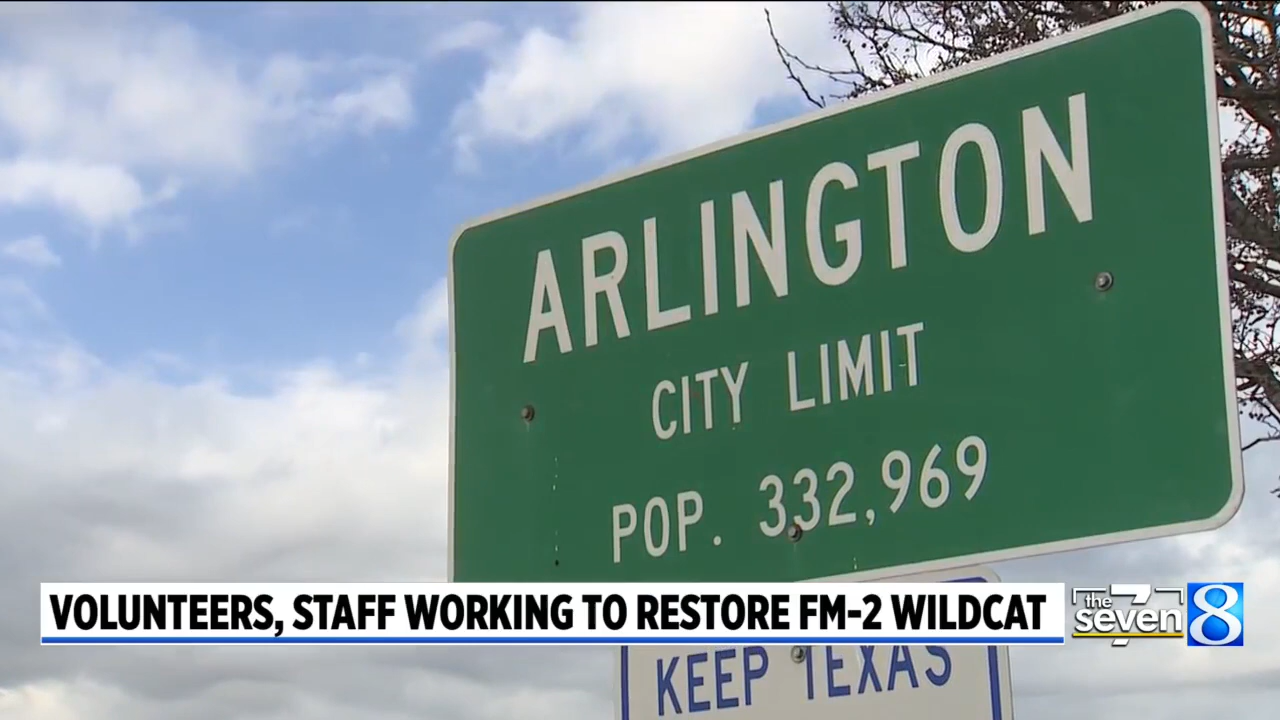 ARLINGTON
CITY LIMIT
POP. 332,969
VOLUNTEERS, STAFF WORKING TO RESTORE FM-2 WILDCAT
the 7
seven
8
KEEP TEXAS